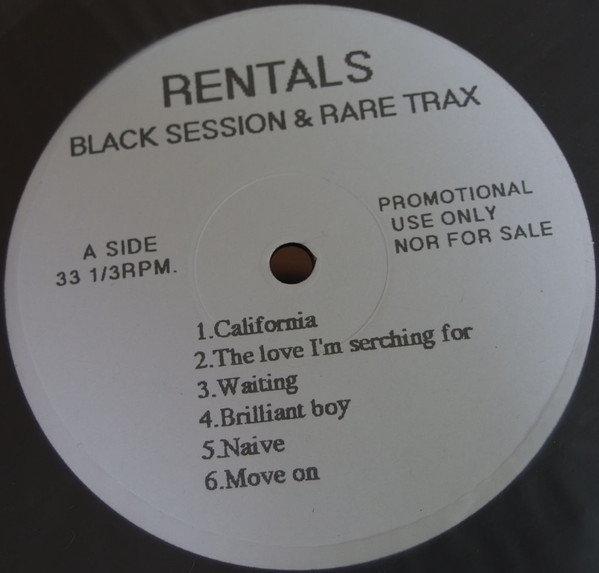 RENTALS
BLACK SESSION & RARE TRAX
A SIDE
33 1/3RPM.
PROMOTIONAL
USE ONLY
NOR FOR SALE
1.California
2.The love I'm serching for
3.Waiting
4.Brilliant boy
5.Naive
6.Move on